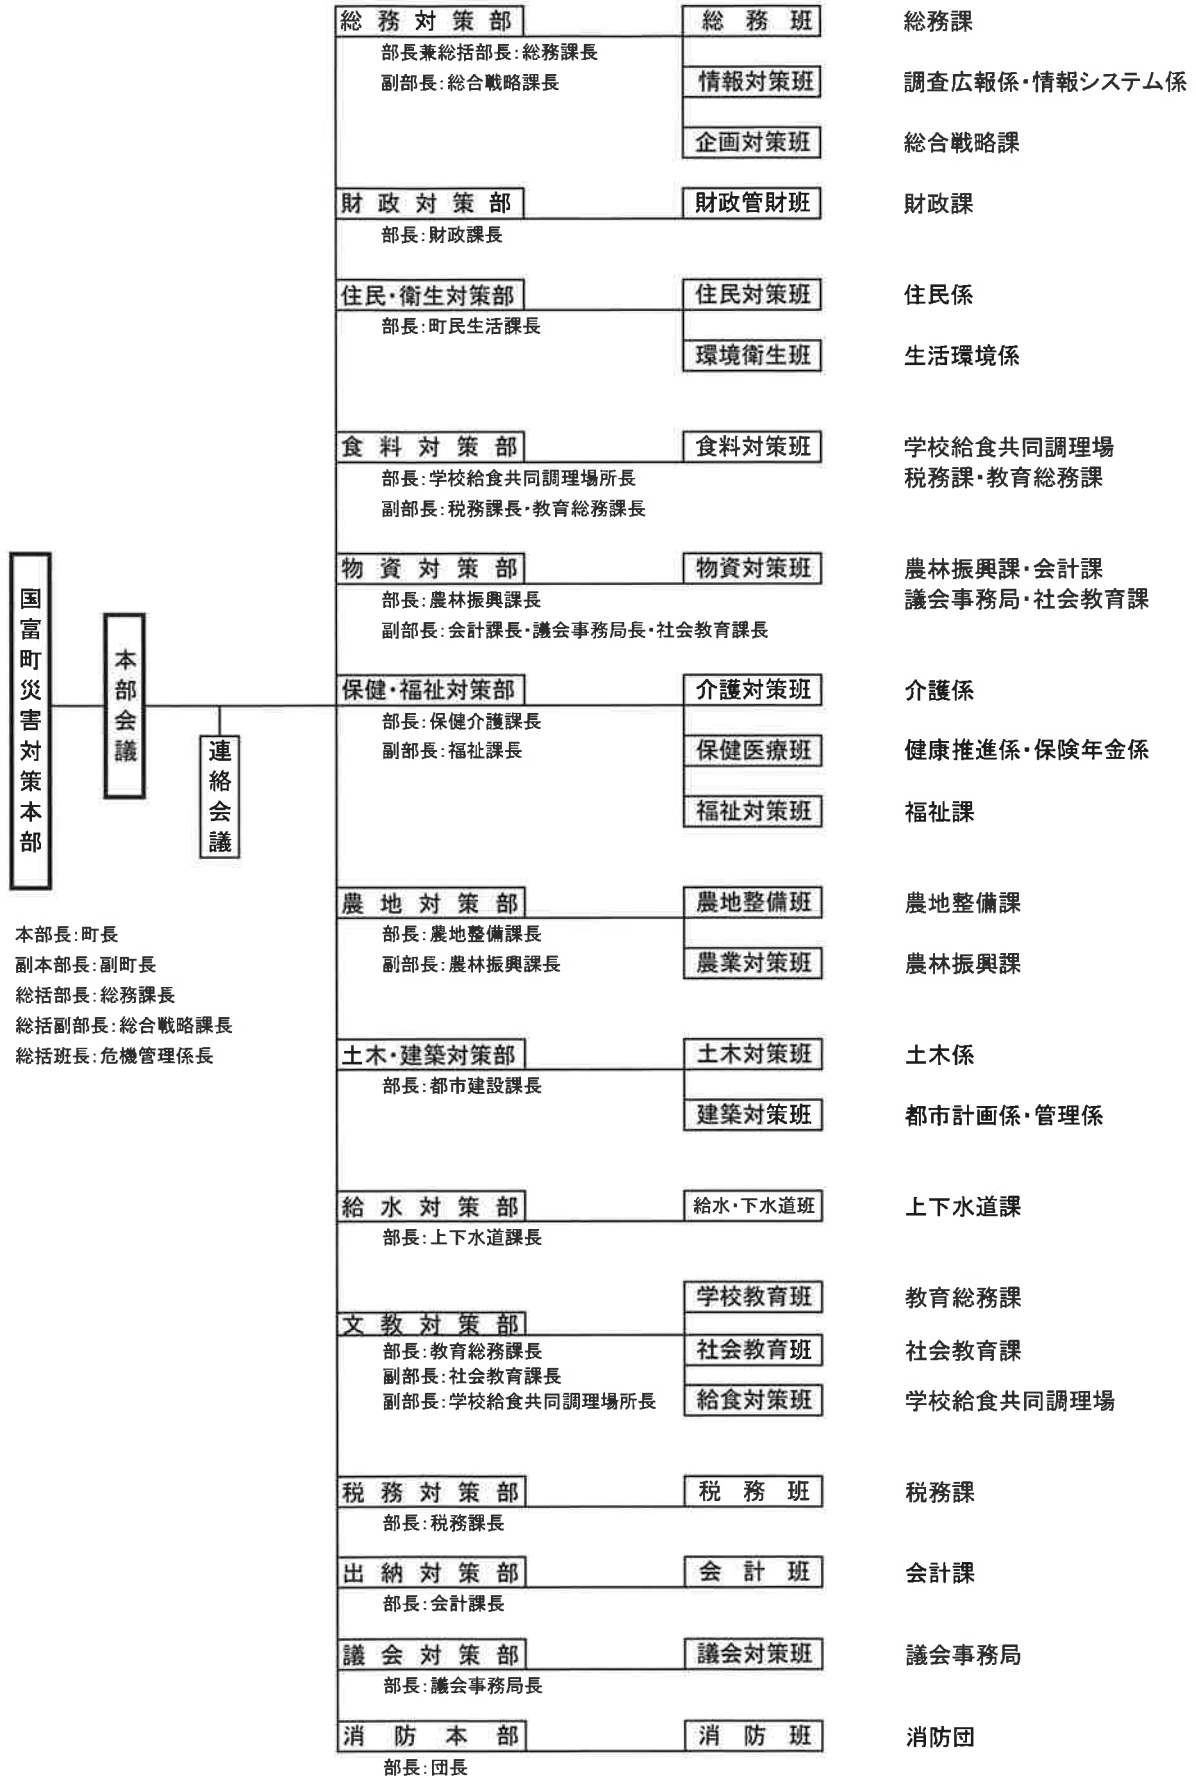 国富町災害対策本部
本部会議
連絡会議
本部長：町長
副本部長：副町長
総括部長：総務課長
総括副部長：総合戦略課長
総括班長：危機管理係長
総務対策部 総務班 総務課
部長兼総括部長：総務課長
副部長：総合戦略課長
情報対策班 調査広報係・情報システム係
企画対策班 総合戦略課
財政対策部 財政管財班 財政課
部長：財政課長
住民・衛生対策部 住民対策班 住民係
部長：町民生活課長
環境衛生班 生活環境係
食料対策部 食料対策班 学校給食共同調理場
部長：学校給食共同調理場所長 税務課・教育総務課
副部長：税務課長・教育総務課長
物資対策部 物資対策班 農林振興課・会計課
部長：農林振興課長 議会事務局・社会教育課
副部長：会計課長・議会事務局長・社会教育課長
保健・福祉対策部 介護対策班 介護係
部長：保健介護課長
副部長：福祉課長 保健医療班 健康推進係・保険年金係
福祉対策班 福祉課
農地対策部 農地整備班 農地整備課
部長：農地整備課長
副部長：農林振興課長 農業対策班 農林振興課
土木・建築対策部 土木対策班 土木係
部長：都市建設課長
建築対策班 都市計画係・管理係
給水対策部 給水・下水道班 上下水道課
部長：上下水道課長
学校教育班 教育総務課
文教対策部
部長：教育総務課長 社会教育班 社会教育課
副部長：社会教育課長
副部長：学校給食共同調理場所長 給食対策班 学校給食共同調理場
税務対策部 税務班 税務課
部長：税務課長
出納対策部 会計班 会計課
部長：会計課長
議会対策部 議会対策班 議会事務局
部長：議会事務局長
消防本部 消防班 消防団
部長：団長